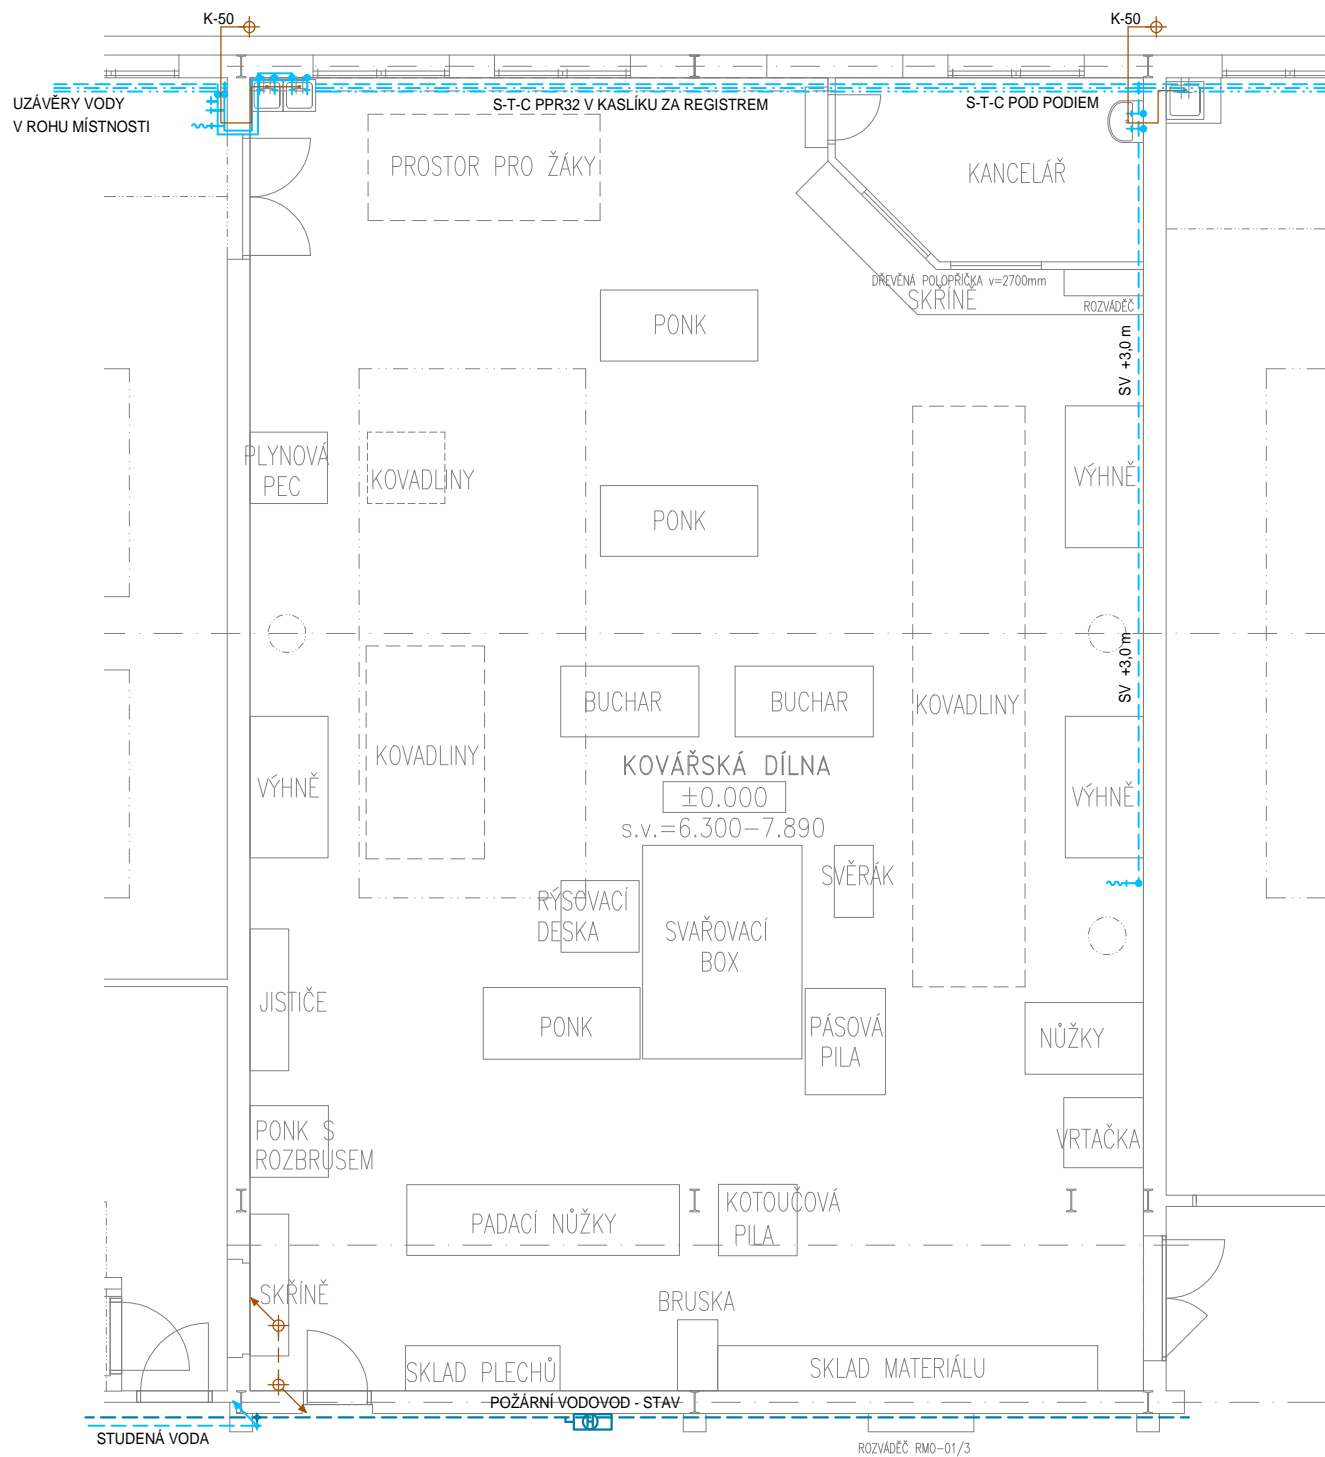 K-50
K-50
UZÁVĚRY VODY
V ROHU MÍSTNOSTI
S-T-C PPR32 V KASLÍKU ZA REGISTREM
S-T-C POD PODIEM
PROSTOR PRO ŽÁKY
KANCELÁŘ
DŘEVĚNÁ POLOPŘÍČKA v=2700mm
SKŘÍNĚ
ROZVÁDĚČ
PONK
SV +3,0 m
PLYNOVÁ
PEC
KOVADLINY
VÝHNĚ
PONK
SV +3,0 m
BUCHAR
BUCHAR
KOVADLINY
KOVADLINY
KOVÁŘSKÁ DÍLNA
±0.000
s.v.=6.300-7.890
VÝHNĚ
VÝHNĚ
SVĚRÁK
RÝSOVACÍ
DESKA
SVAŘOVACÍ
BOX
JISTIČE
PONK
PÁSOVÁ
PILA
NŮŽKY
PONK S
ROZBRUSEM
VRTAČKA
PADACÍ NŮŽKY
KOTOUČOVÁ
PILA
SKŘÍNĚ
BRUSKA
SKLAD PLECHŮ
SKLAD MATERIÁLU
POŽÁRNÍ VODOVOD - STAV
H
STUDENÁ VODA
ROZVÁDĚČ RMO-01/3